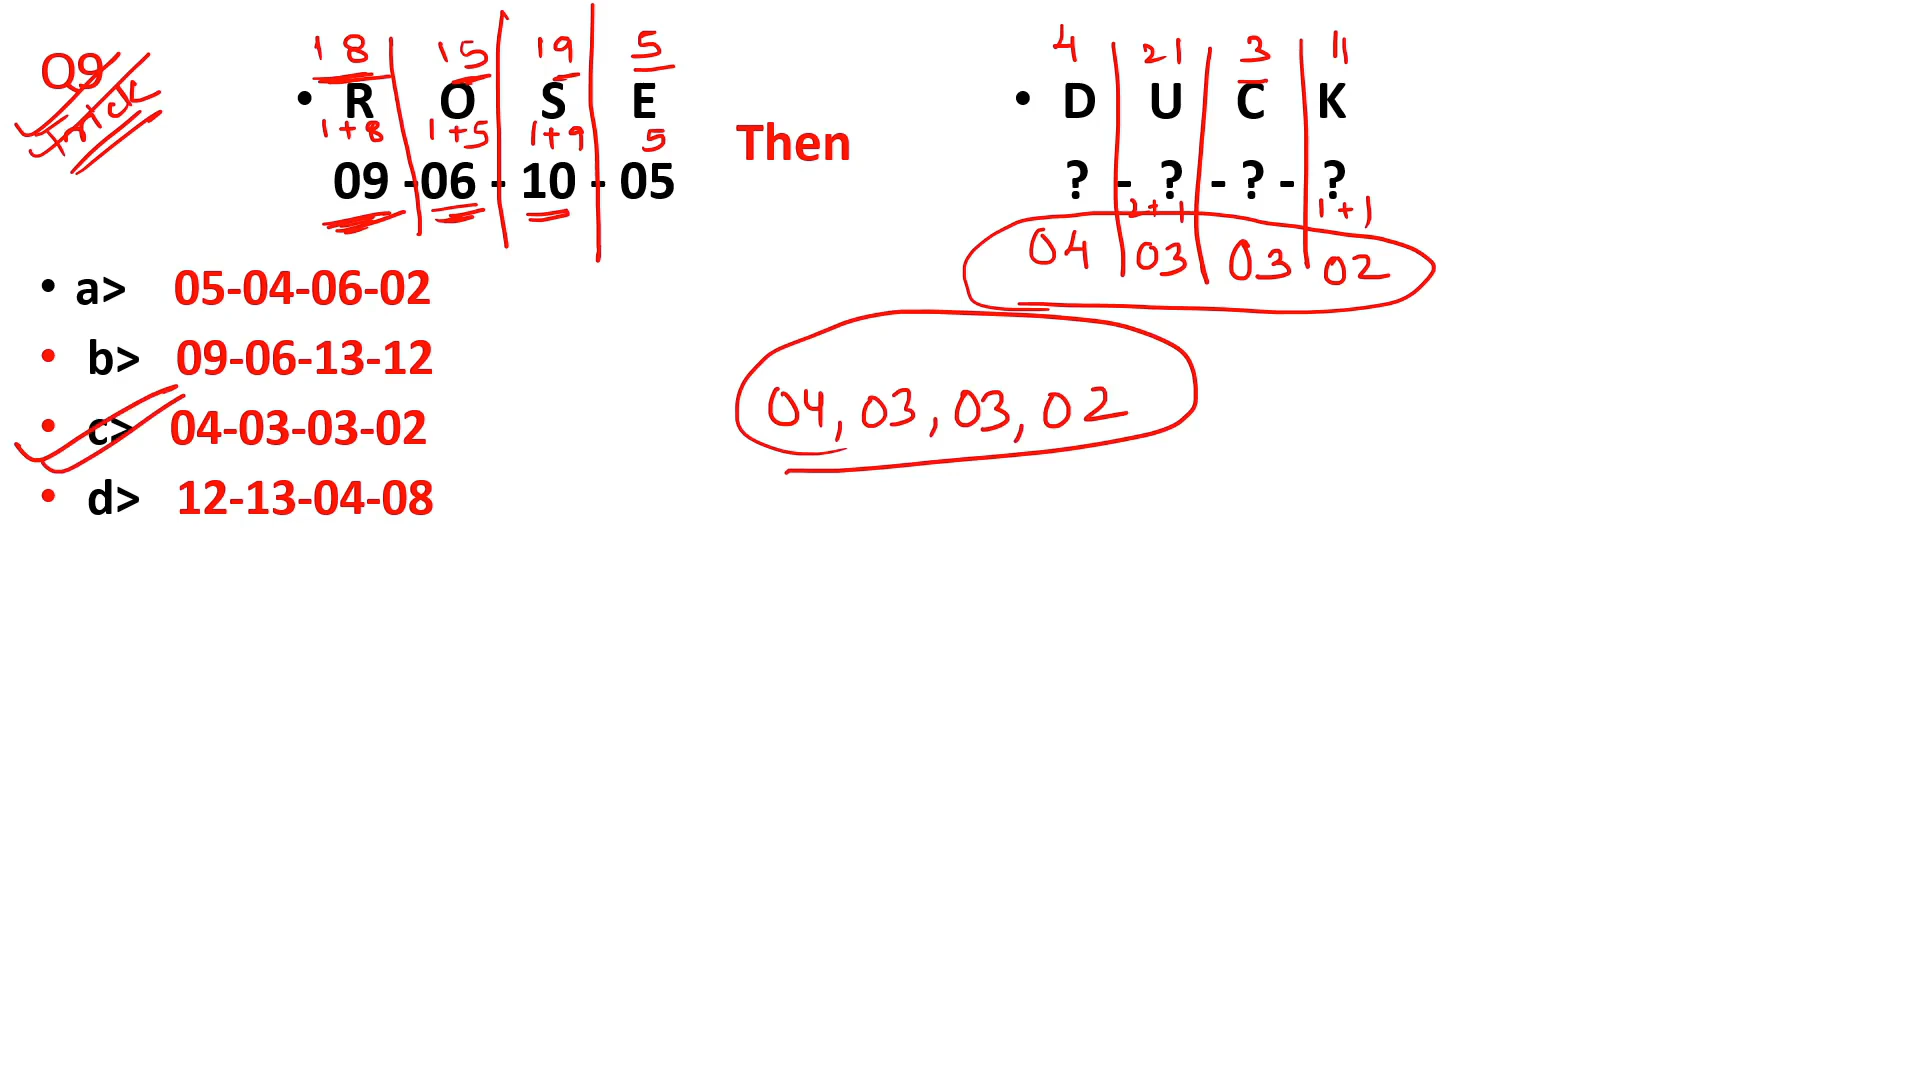 Q9
Trick
18 15 19 5
• R O S E
1+8 1+5 1+9 5
09 -06 - 10 - 05
Then
4 21 3 11
• D U C K
? - ? - ? - ?
2+1 1+1
04 03 03 02
• a> 05-04-06-02
• b> 09-06-13-12
• c> 04-03-03-02
• d> 12-13-04-08
04, 03, 03, 02